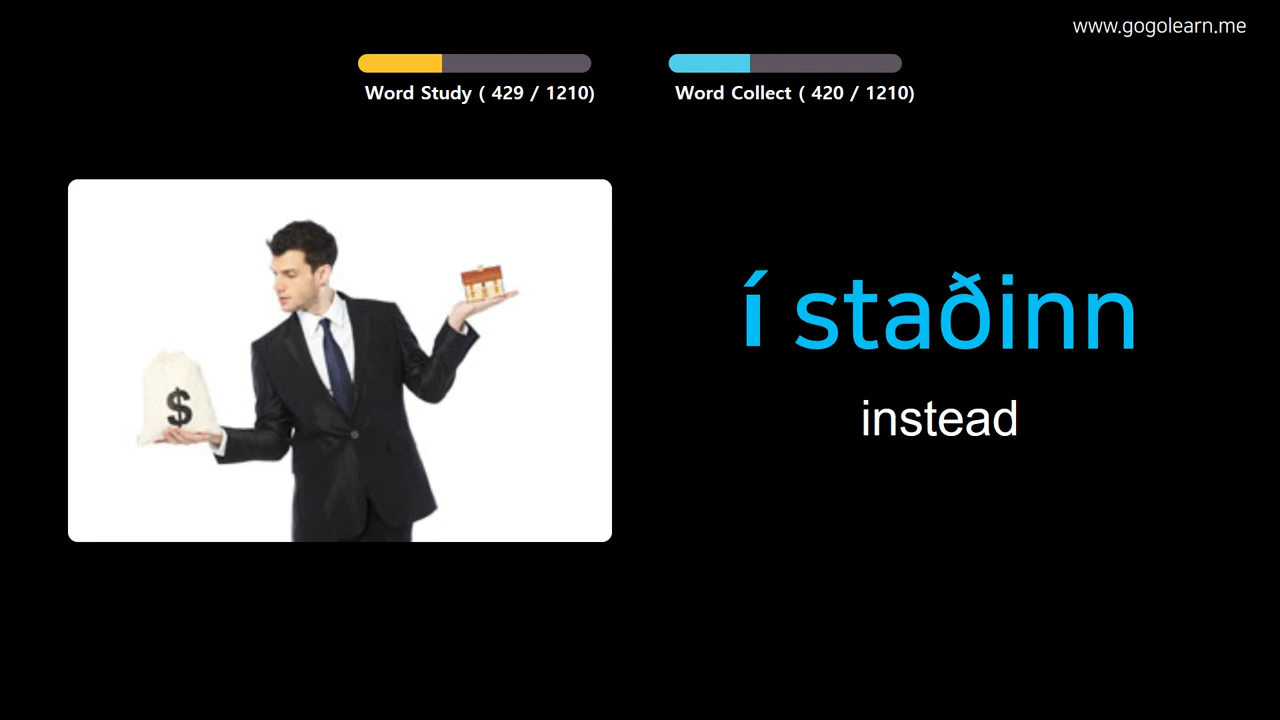 www.gogolearn.me
Word Study ( 429 / 1210)
Word Collect ( 420 / 1210)
$
í staðinn
instead